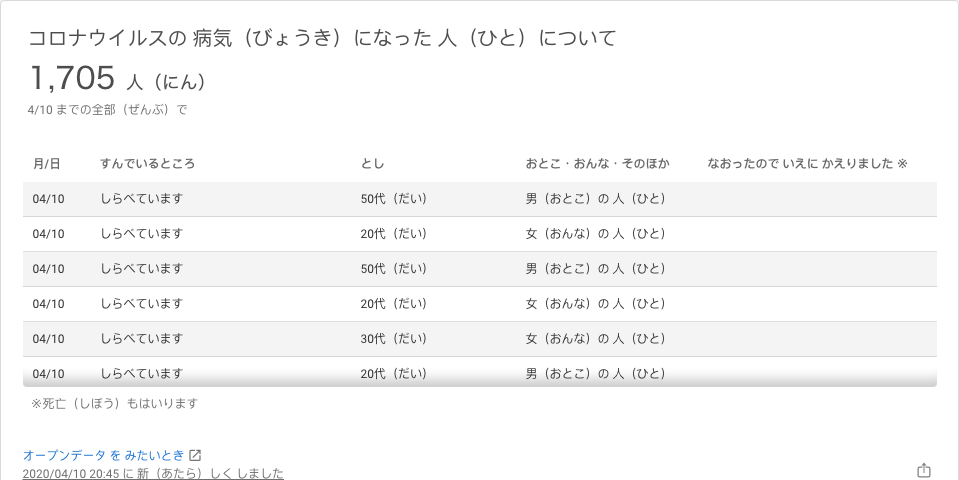 コロナウイルスの 病気（びょうき）になった 人（ひと）について
1,705 人（にん）
4/10 までの全部（ぜんぶ）で
月/日 すんでいるところ とし おとこ・おんな・そのほか なおったので いえに かえりました ※
04/10 しらべています 50代（だい） 男（おとこ）の 人（ひと）
04/10 しらべています 20代（だい） 女（おんな）の 人（ひと）
04/10 しらべています 50代（だい） 男（おとこ）の 人（ひと）
04/10 しらべています 20代（だい） 女（おんな）の 人（ひと）
04/10 しらべています 30代（だい） 女（おんな）の 人（ひと）
04/10 しらべています 20代（だい） 男（おとこ）の 人（ひと）
※死亡（しぼう）もはいります
オープンデータ を みたいとき
2020/04/10 20:45 に 新（あたら）しく しました